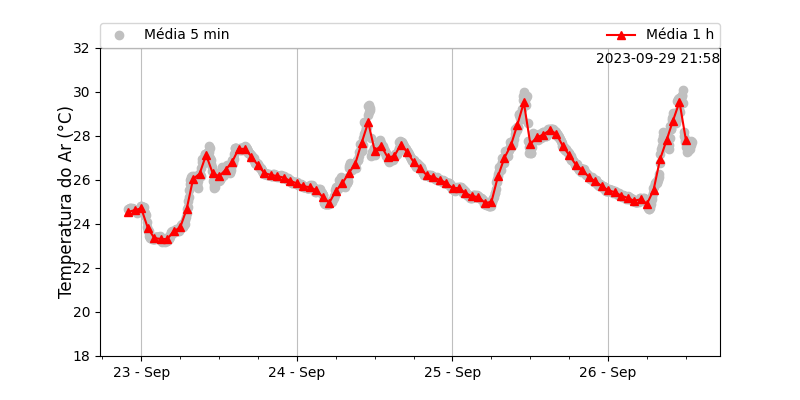 Média 5 min
Média 1 h
2023-09-29 21:58
Temperatura do Ar (°C)
32
30
28
26
24
22
20
18
23 - Sep
24 - Sep
25 - Sep
26 - Sep